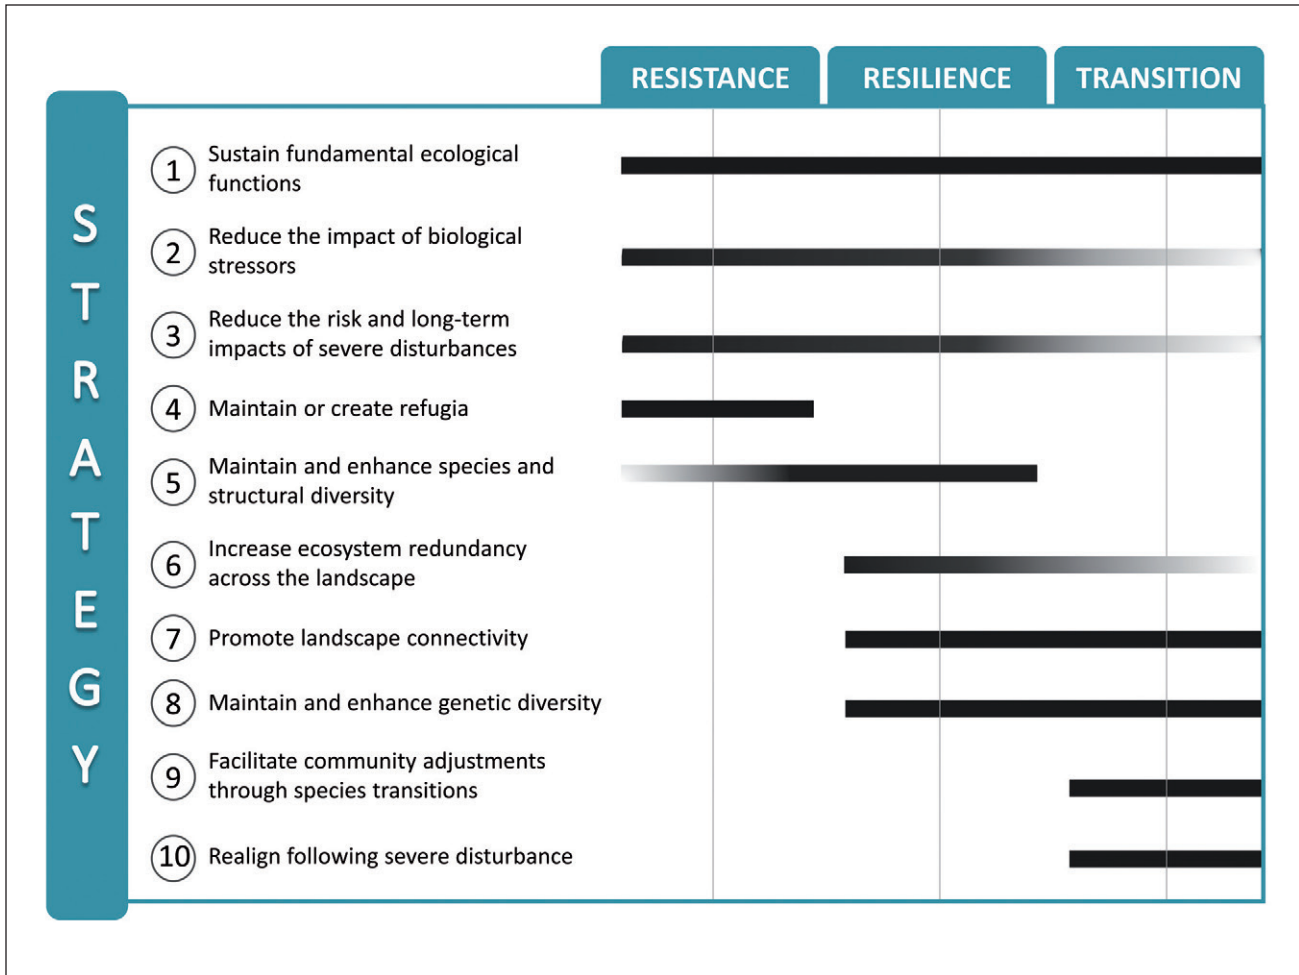 RESISTANCE
RESILIENCE
TRANSITION
STRATEGY
1 Sustain fundamental ecological
functions
2 Reduce the impact of biological
stressors
3 Reduce the risk and long-term
impacts of severe disturbances
4 Maintain or create refugia
5 Maintain and enhance species and
structural diversity
6 Increase ecosystem redundancy
across the landscape
7 Promote landscape connectivity
8 Maintain and enhance genetic diversity
9 Facilitate community adjustments
through species transitions
10 Realign following severe disturbance